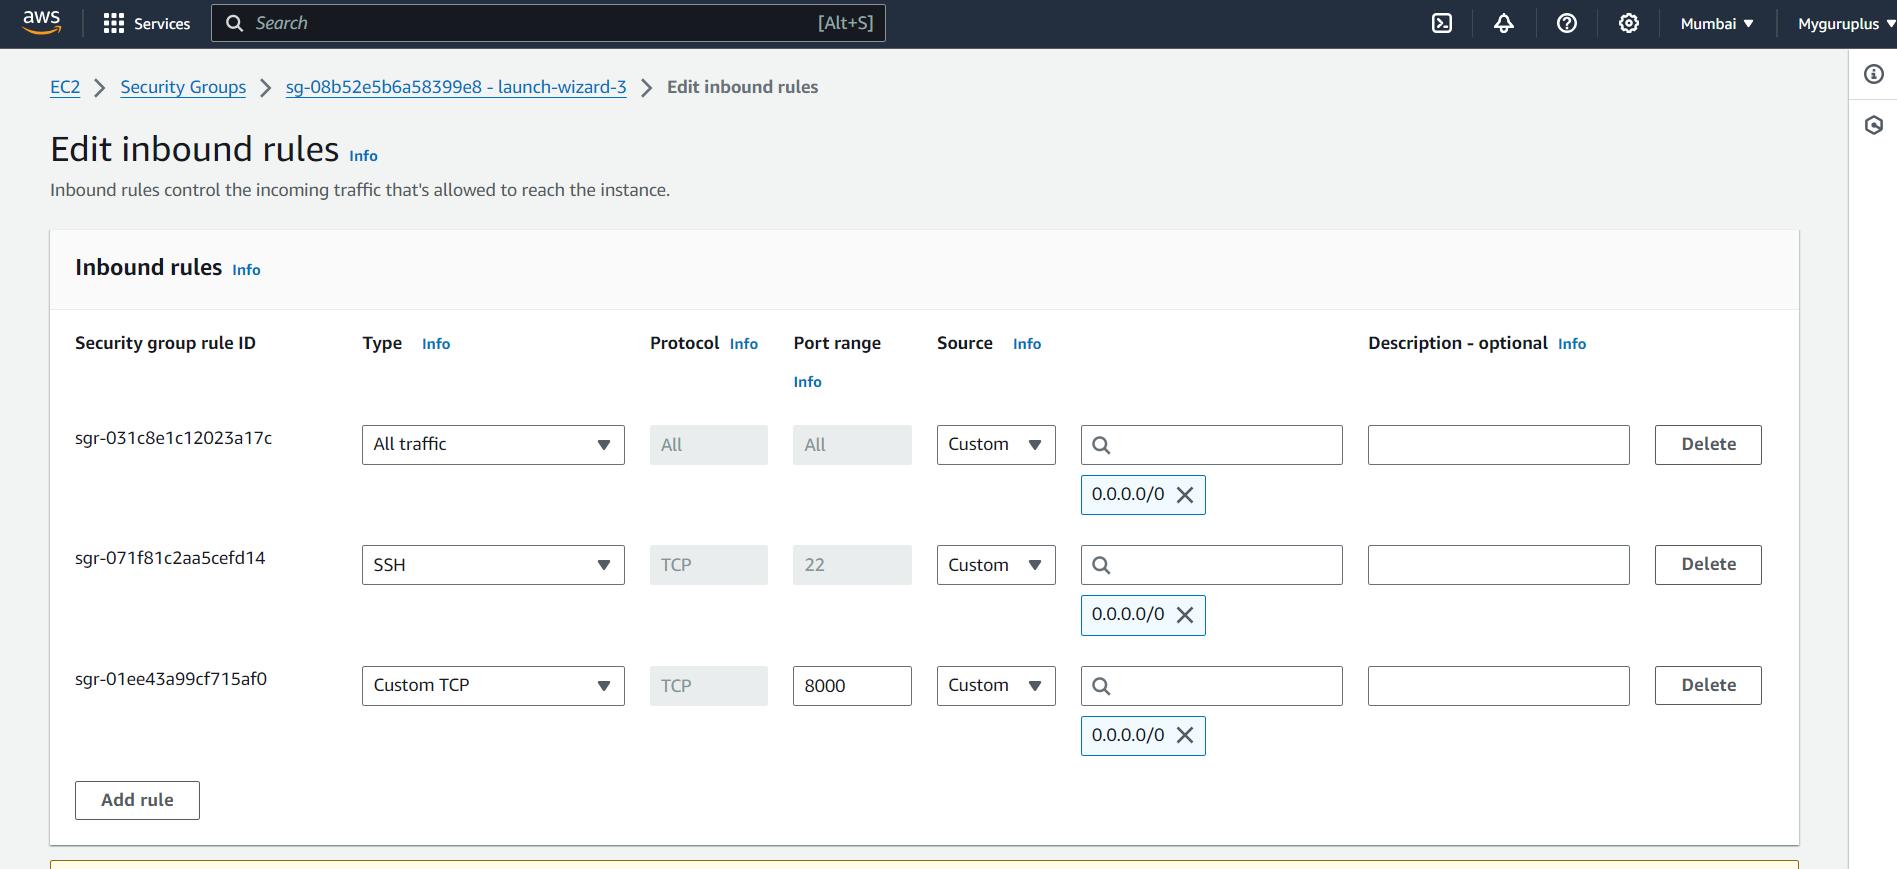 aws Services Search [Alt+S] Mumbai Myguruplus
EC2 Security Groups sg-08b52e5b6a58399e8 - launch-wizard-3 Edit inbound rules
Edit inbound rules Info
Inbound rules control the incoming traffic that's allowed to reach the instance.
Inbound rules Info
Security group rule ID Type Info Protocol Info Port range Source Info Description - optional Info
Info
sgr-031c8e1c12023a17c All traffic All All Custom Delete
0.0.0.0/0
sgr-071f81c2aa5cefd14 SSH TCP 22 Custom Delete
0.0.0.0/0
sgr-01ee43a99cf715af0 Custom TCP TCP 8000 Custom Delete
0.0.0.0/0
Add rule